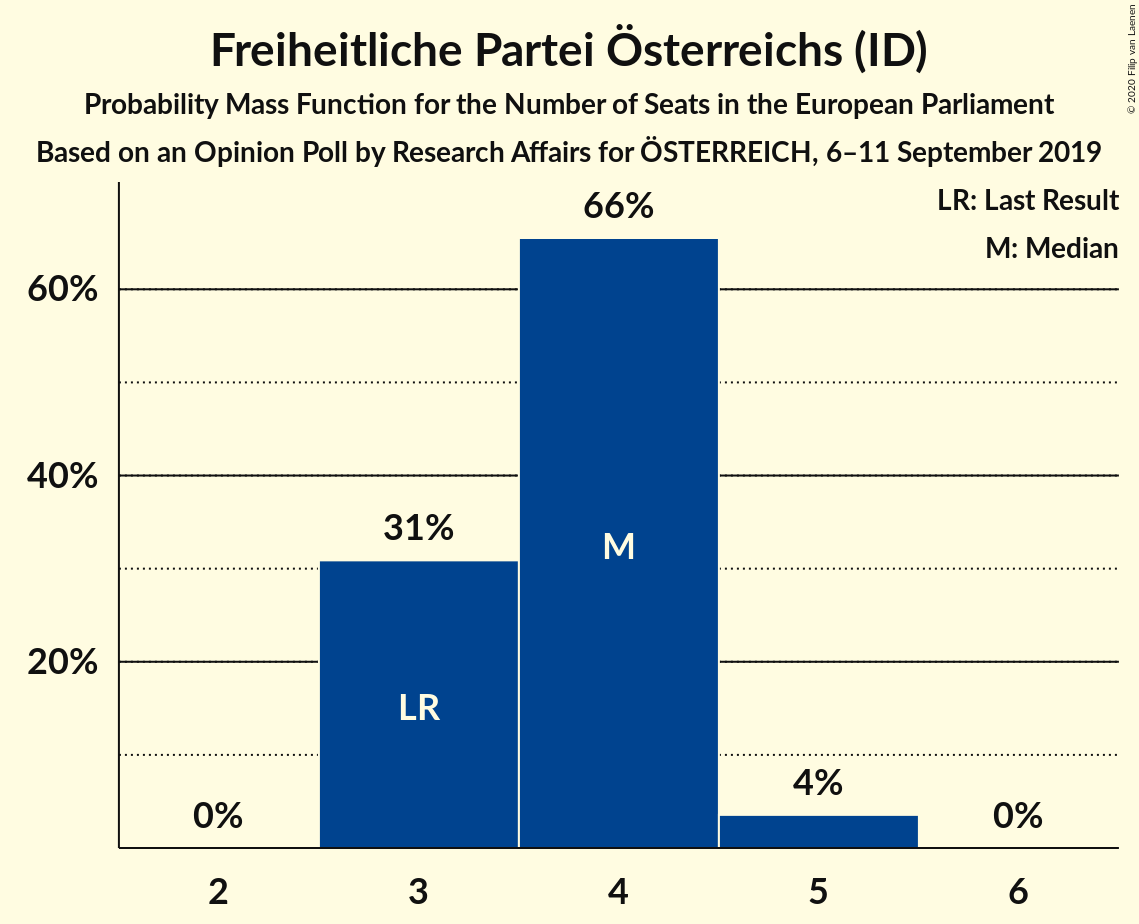 Freiheitliche Partei Österreichs (ID)
Probability Mass Function for the Number of Seats in the European Parliament
Based on an Opinion Poll by Research Affairs for ÖSTERREICH, 6–11 September 2019
© 2020 Filip van Laenen
LR: Last Result
M: Median
66%
60%
40%
31%
M
20%
LR
4%
0%
0%
2 3 4 5 6